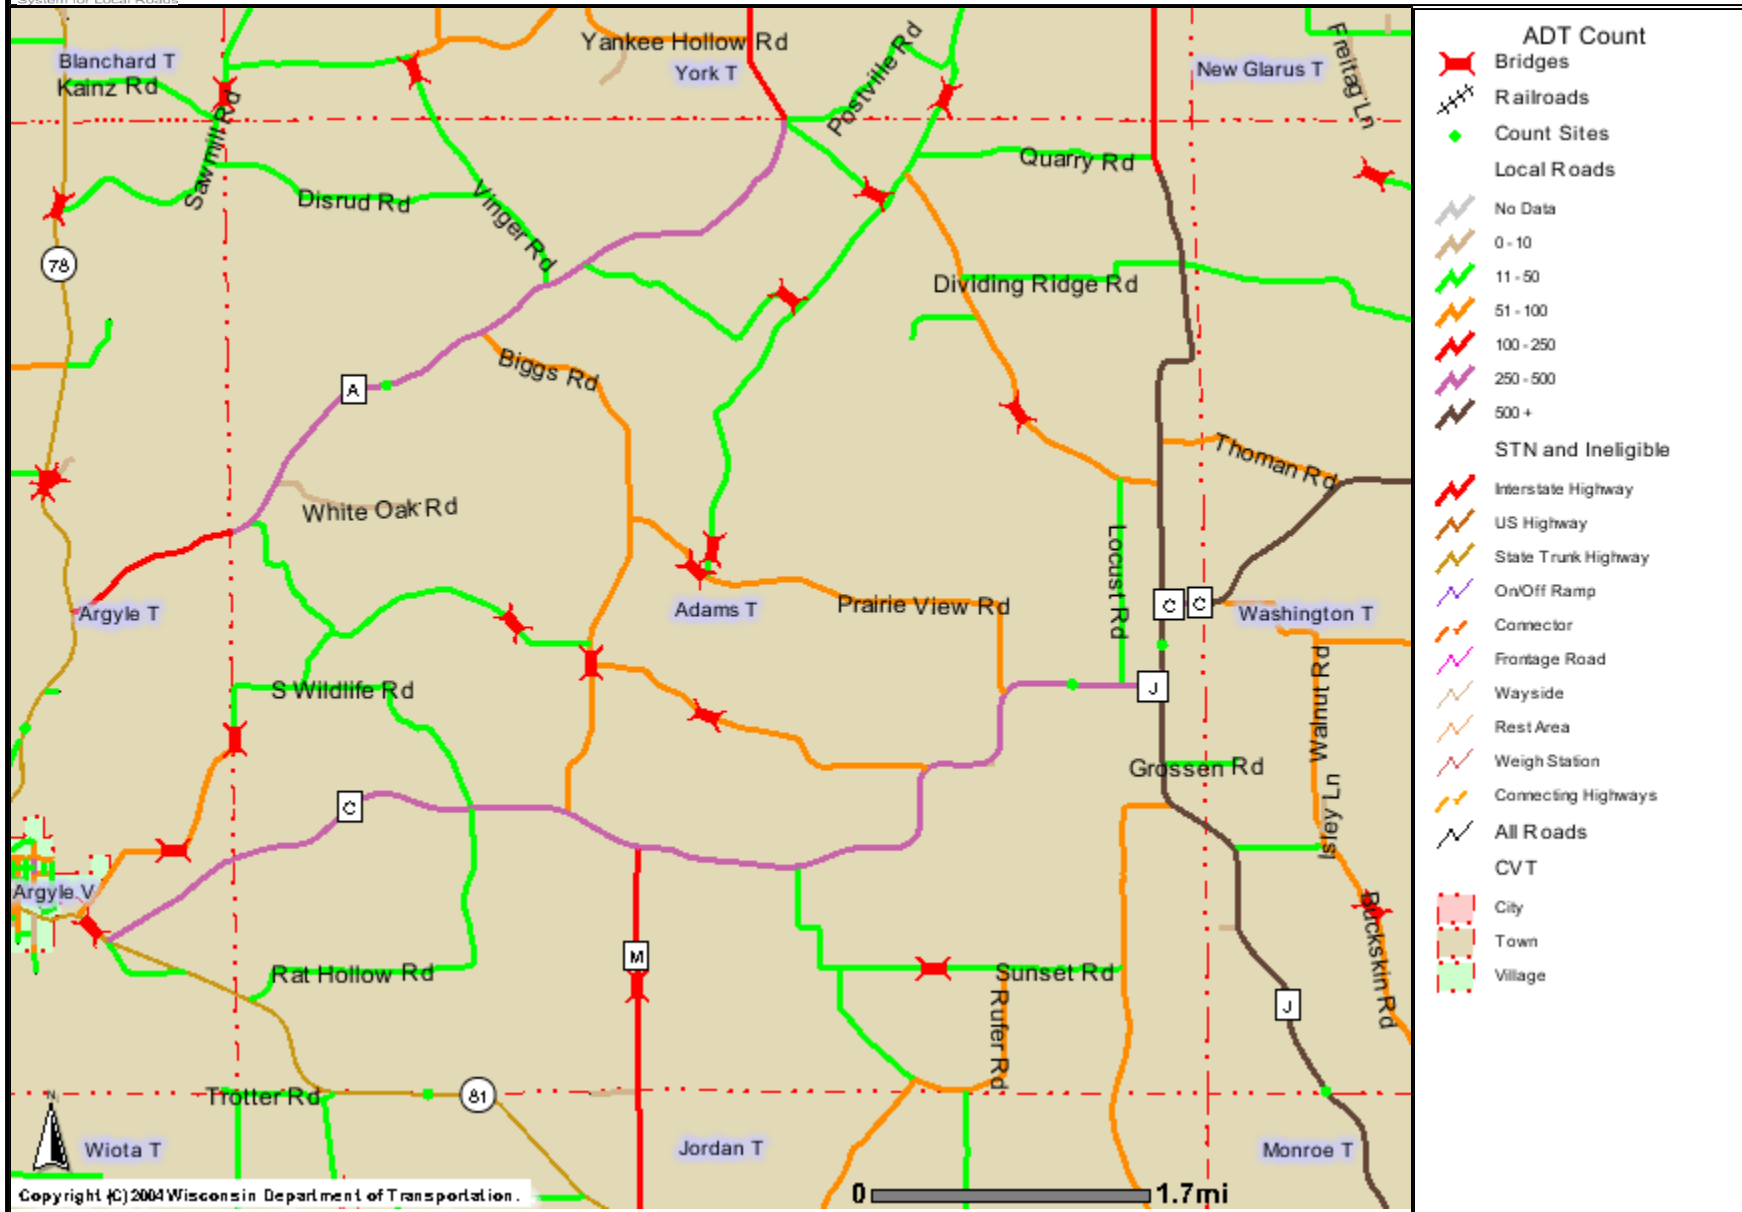 System for Local Roads
Yankee Hollow Rd
Blanchard T
York T
Postville Rd
New Glarus T
Freitag Ln
Kainz Rd
Sawmill Rd
Quarry Rd
Disrud Rd
Vinger Rd
78
Dividing Ridge Rd
Biggs Rd
A
Thoman Rd
White Oak Rd
Locust Rd
Argyle T
Adams T
Prairie View Rd
C
C
Washington T
S Wildlife Rd
J
Walnut Rd
Grossen Rd
C
Isley Ln
Argyle V
Buckskin Rd
M
Rat Hollow Rd
Sunset Rd
Rufer Rd
J
Trotter Rd
81
N
Wiota T
Jordan T
Monroe T
Copyright (C) 2004 Wisconsin Department of Transportation.
0 1.7mi
ADT Count
Bridges
Railroads
Count Sites
Local Roads
No Data
0 - 10
11 - 50
51 - 100
100 - 250
250 - 500
500 +
STN and Ineligible
Interstate Highway
US Highway
State Trunk Highway
On/Off Ramp
Connector
Frontage Road
Wayside
Rest Area
Weigh Station
Connecting Highways
All Roads
CVT
City
Town
Village